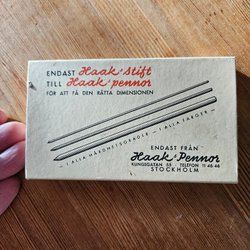 ENDAST Haak's Stift
TILL Haak-pennor
FÖR ATT FÅ DEN RÄTTA DIMENSIONEN
I ALLA HÅRDHETSGRADER — I ALLA FÄRGER
ENDAST FRÅN
Haak-Pennor
KUNGSGATAN 55 · TELEFON 11 46 46
STOCKHOLM